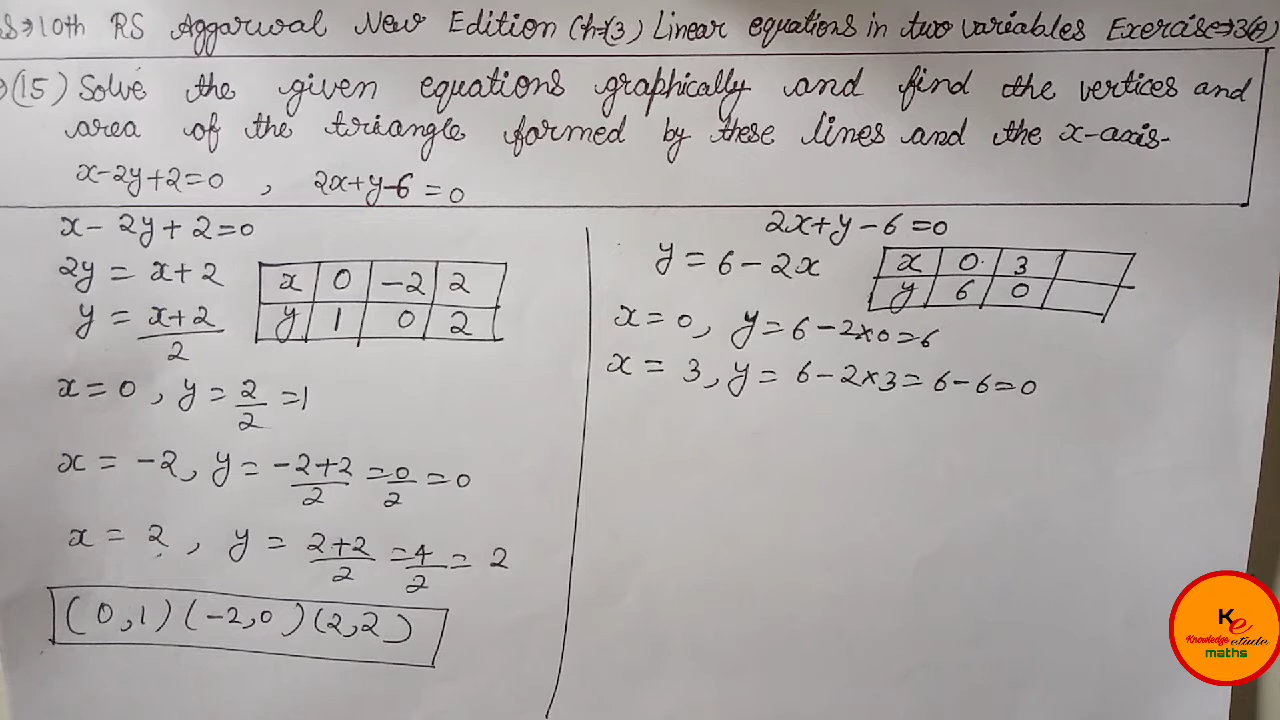 s→10th RS Aggarwal New Edition Ch→(3) Linear equations in two variables Exercise→3(A)
→(15) Solve the given equations graphically and find the vertices and
area of the triangle formed by these lines and the x-axis-
x-2y+2=0 , 2x+y-6=0
x-2y+2=0
2y = x+2
y = x+2/2
x 0 -2 2
y 1 0 2
x=0, y=2/2=1
x=-2, y=-2+2/2=0/2=0
x=2, y=2+2/2=4/2=2
(0,1)(-2,0)(2,2)
2x+y-6=0
y=6-2x
x 0 3
y 6 0
x=0, y=6-2×0=6
x=3, y=6-2×3=6-6=0
Ke
Knowledge etude
maths